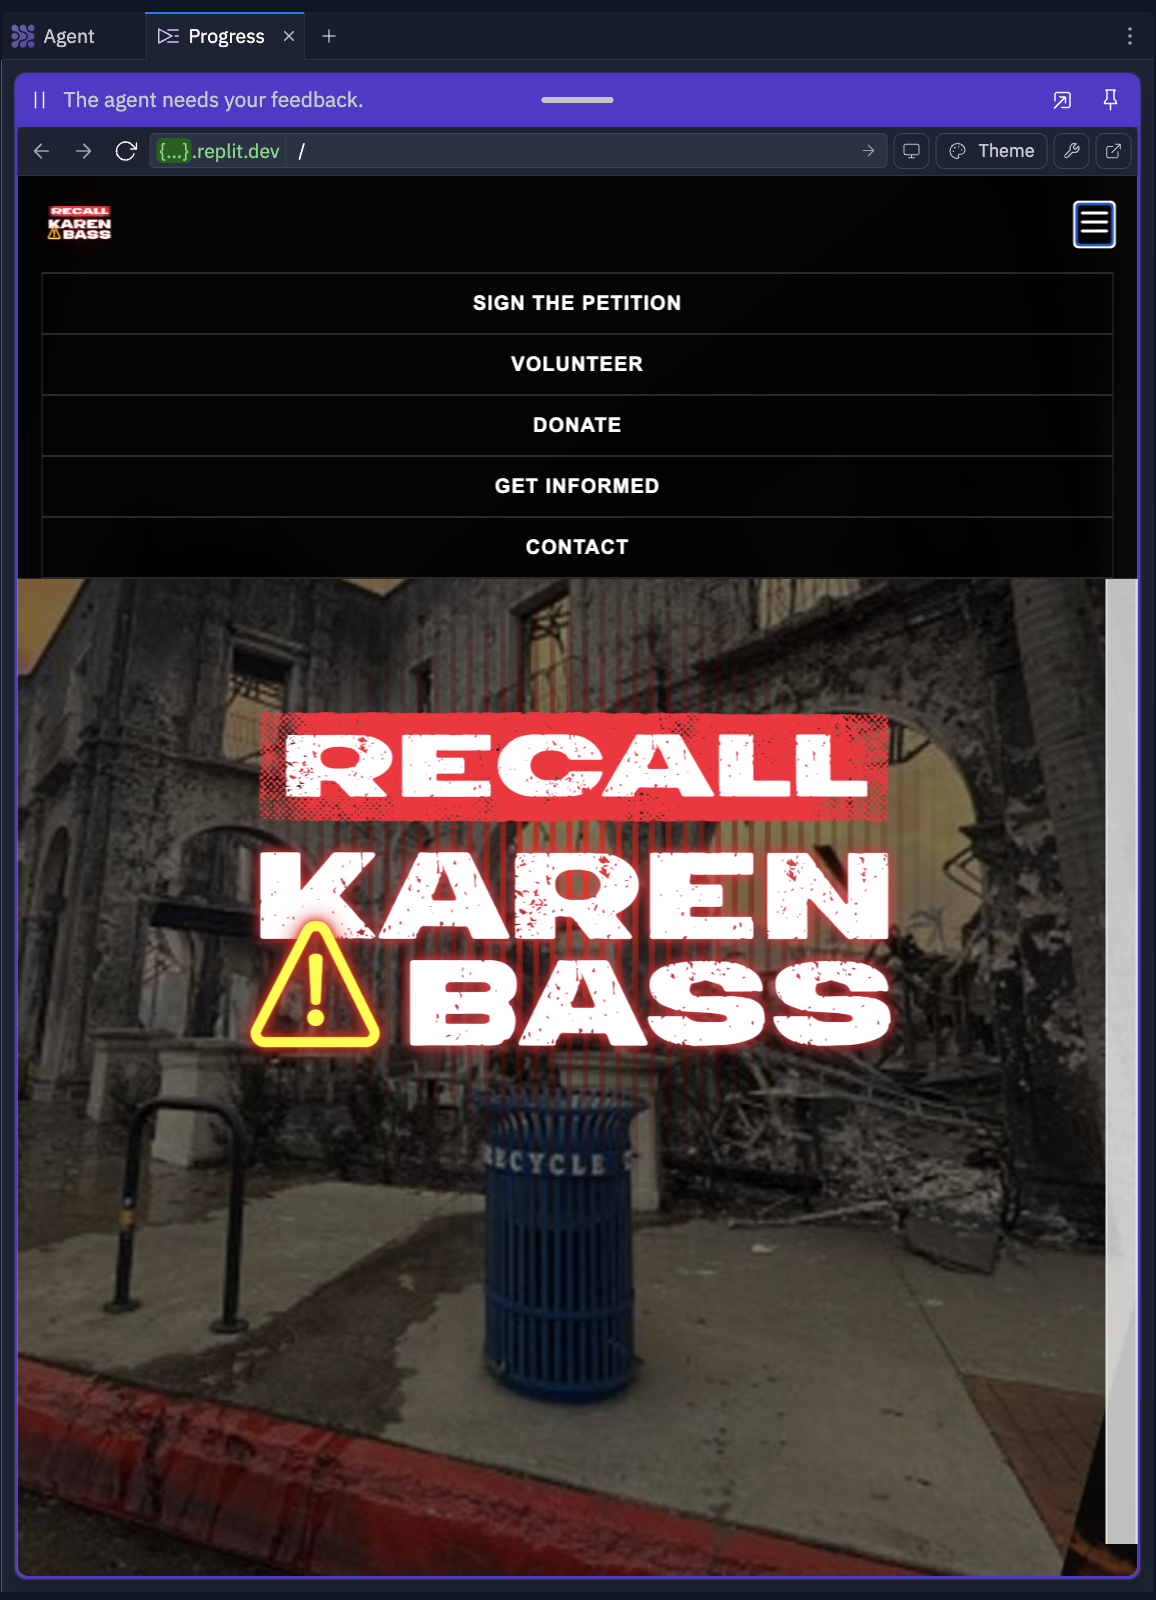 Agent
Progress
The agent needs your feedback.
{...}.replit.dev /
Theme
RECALL
KAREN
BASS
SIGN THE PETITION
VOLUNTEER
DONATE
GET INFORMED
CONTACT
RECALL
KAREN
BASS
RECYCLE